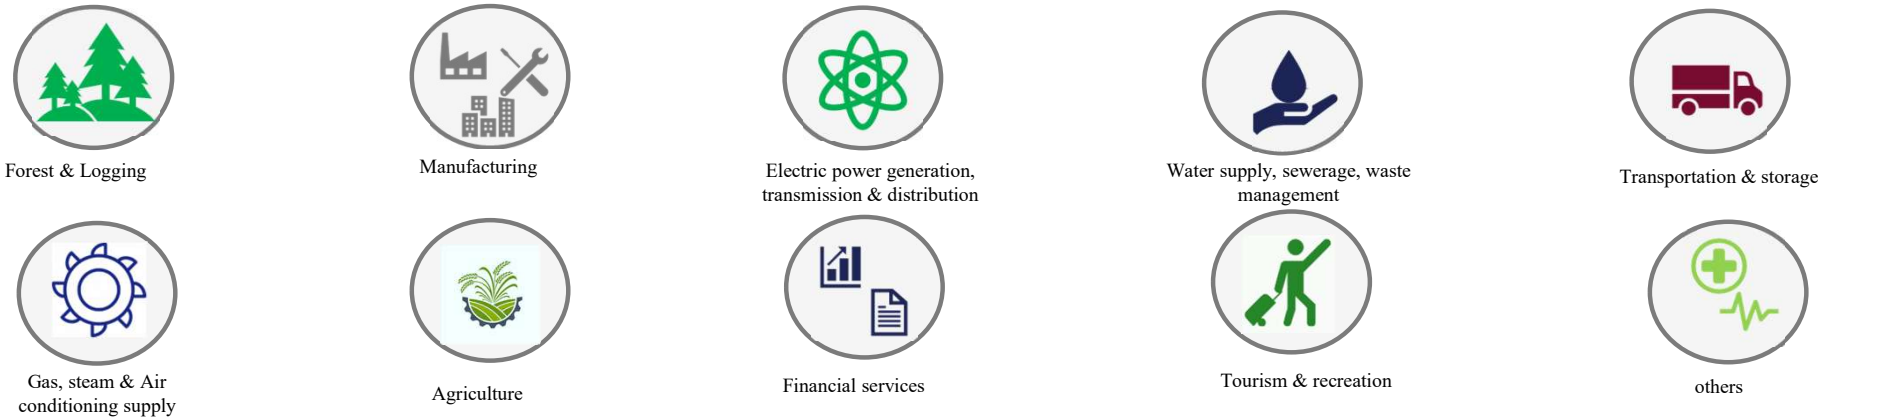 Forest & Logging
Manufacturing
Electric power generation,
transmission & distribution
Water supply, sewerage, waste
management
Transportation & storage
Gas, steam & Air
conditioning supply
Agriculture
Financial services
Tourism & recreation
others